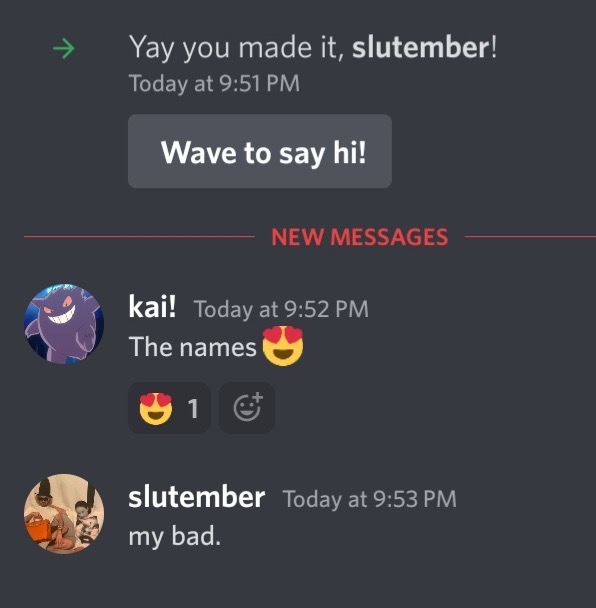 Yay you made it, slutember!
Today at 9:51 PM
Wave to say hi!
NEW MESSAGES
kai! Today at 9:52 PM
The names😍
😍 1
slutember Today at 9:53 PM
my bad.